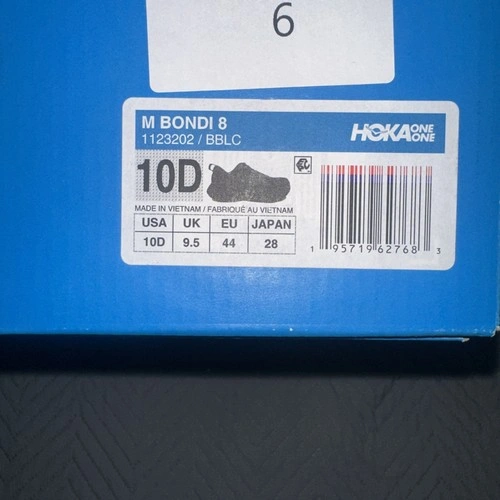 6
M BONDI 8
1123202 / BBLC
HOKA ONE ONE
10D
MADE IN VIETNAM / FABRIQUÉ AU VIETNAM
USA UK EU JAPAN
10D 9.5 44 28
1 95719 62768 3